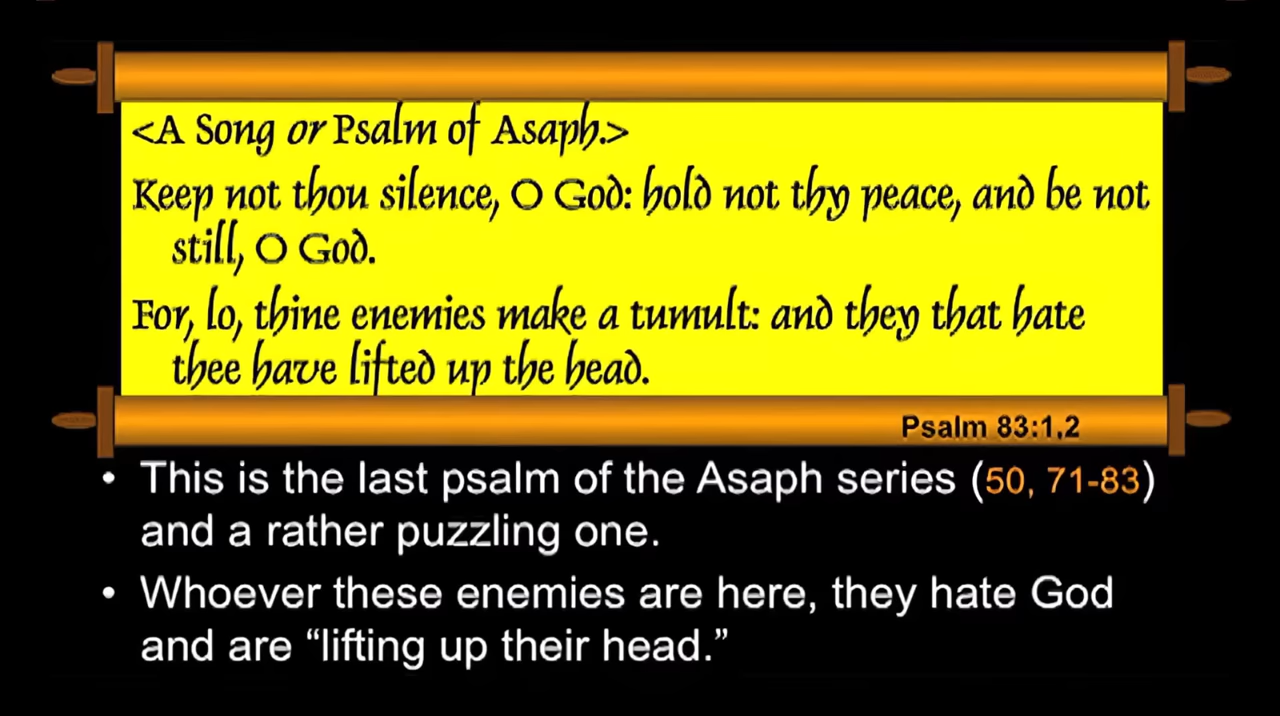 <A Song or Psalm of Asaph.>
Keep not thou silence, O God: hold not thy peace, and be not
still, O God.
For, lo, thine enemies make a tumult: and they that hate
thee have lifted up the head.
Psalm 83:1,2
• This is the last psalm of the Asaph series (50, 71-83)
and a rather puzzling one.
• Whoever these enemies are here, they hate God
and are “lifting up their head.”